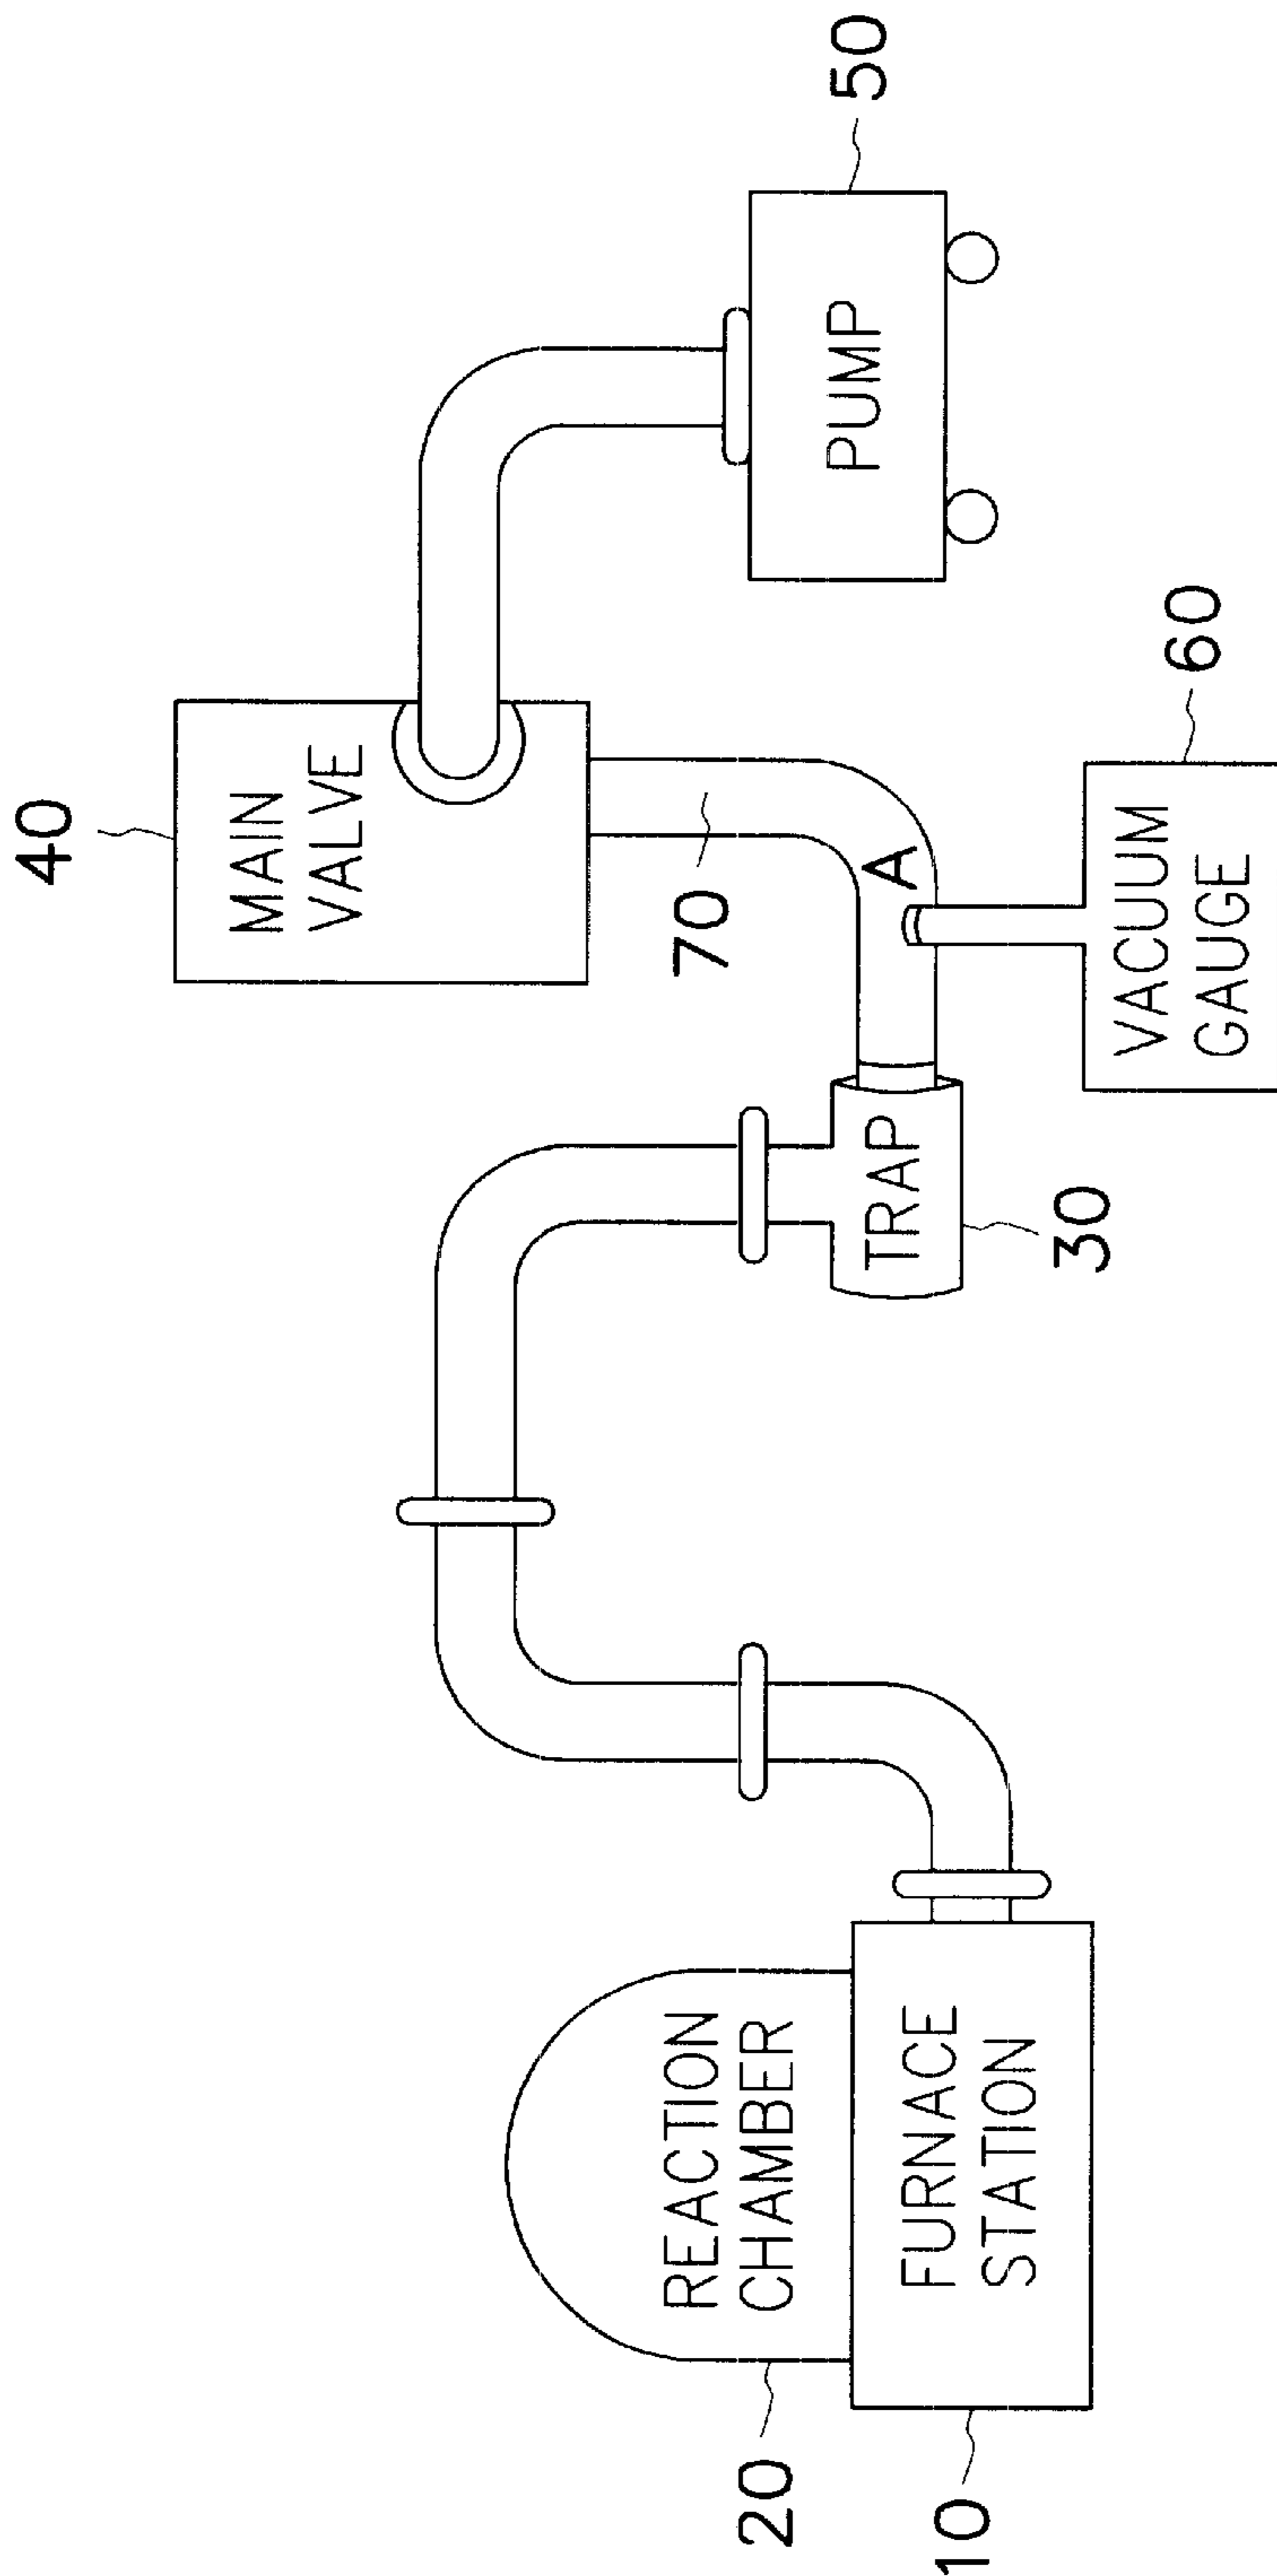 40
MAIN
VALVE
50
PUMP
70
A
60
VACUUM
GAUGE
TRAP
30
REACTION
CHAMBER
20
FURNACE
STATION
10